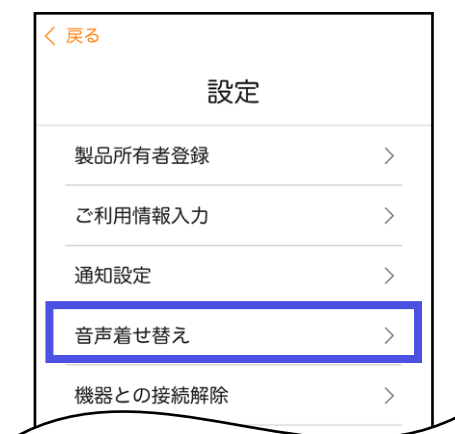 戻る
設定
製品所有者登録
ご利用情報入力
通知設定
音声着せ替え
機器との接続解除